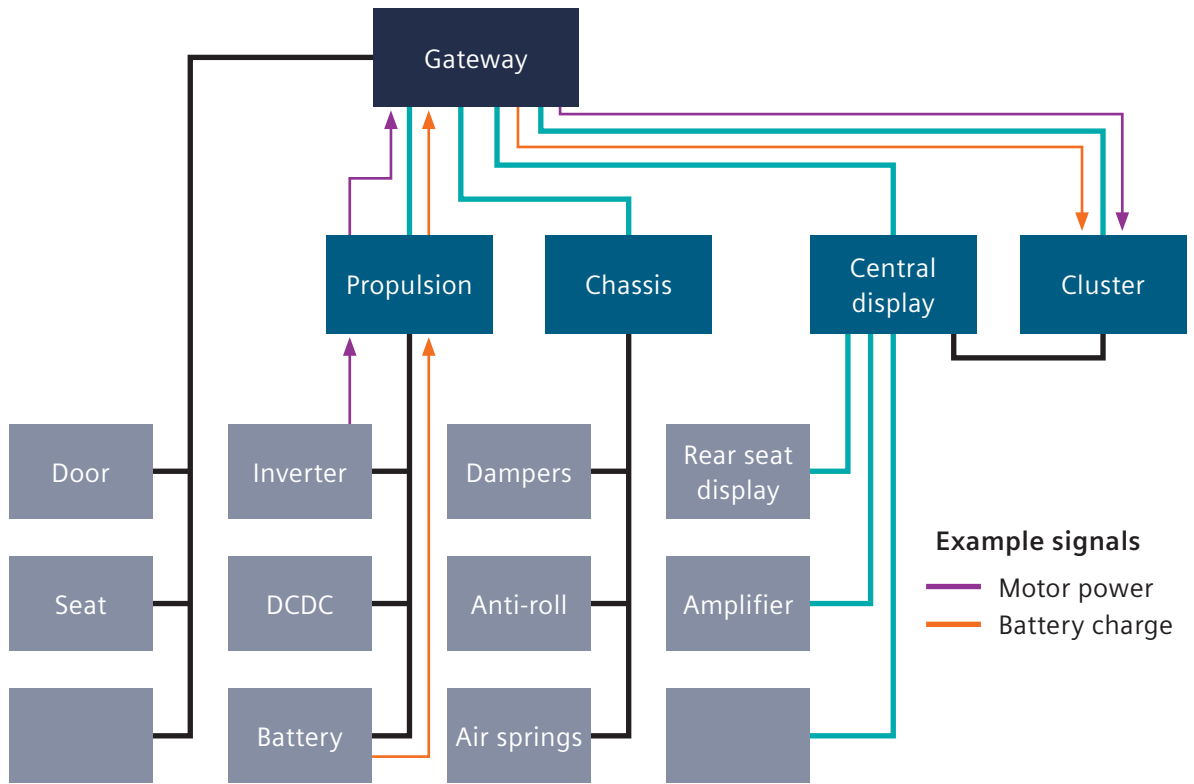 Gateway
Propulsion
Chassis
Central
display
Cluster
Door
Inverter
Dampers
Rear seat
display
Seat
DCDC
Anti-roll
Amplifier
Battery
Air springs
Example signals
Motor power
Battery charge